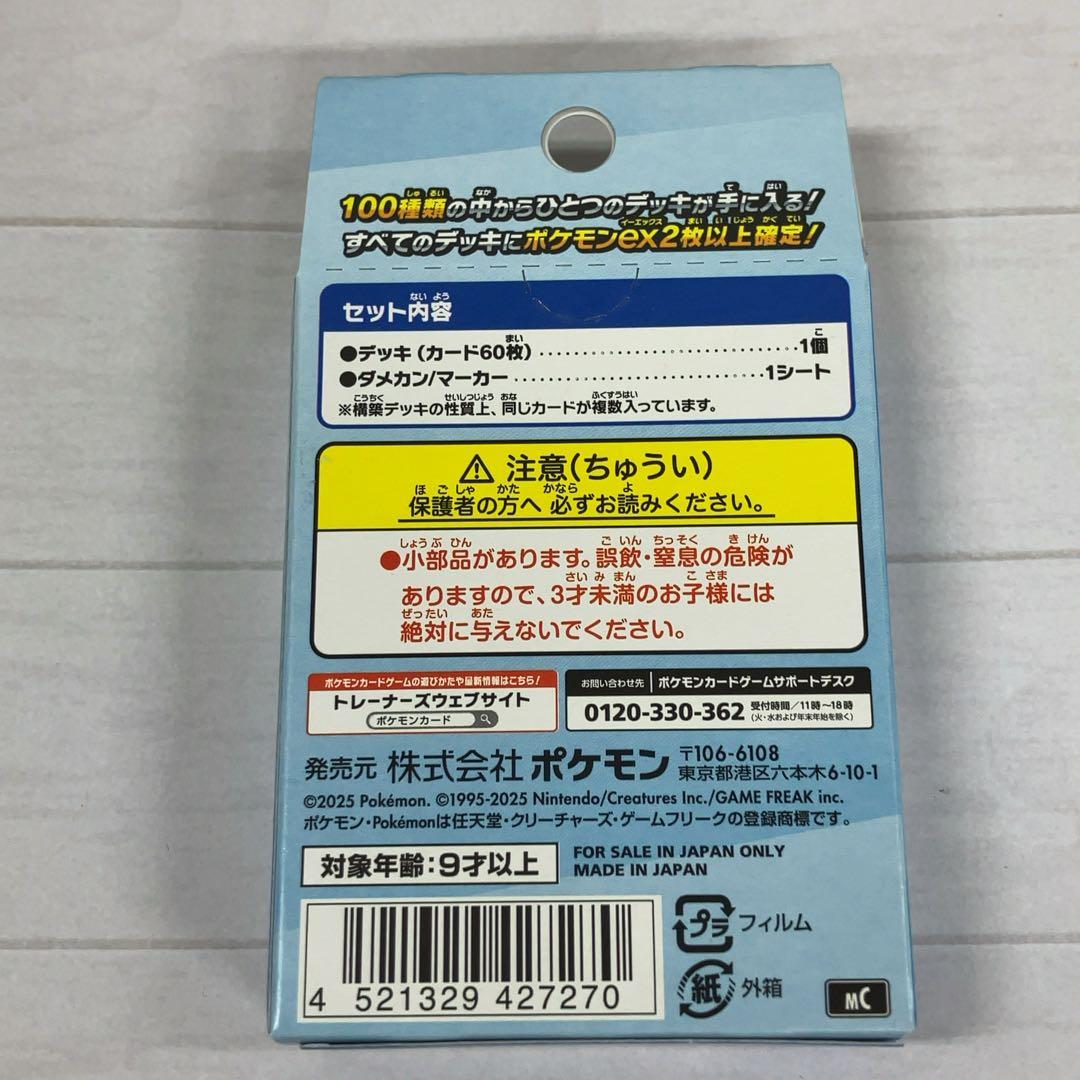 100種類の中からひとつのデッキが手に入る!
すべてのデッキにポケモンex2枚以上確定!
セット内容
●デッキ(カード60枚)…………………………1個
●ダメカン/マーカー…………………………1シート
※構築デッキの性質上、同じカードが複数入っています。
⚠ 注意(ちゅうい)
保護者の方へ 必ずお読みください。
●小部品があります。誤飲・窒息の危険が
ありますので、3才未満のお子様には
絶対に与えないでください。
ポケモンカードゲームの遊びかたや最新情報はこちら!
トレーナーズウェブサイト
ポケモンカード
お問い合わせ先 ポケモンカードゲームサポートデスク
0120-330-362 受付時間/11時~18時
(火・水および年末年始を除く)
発売元 株式会社 ポケモン 〒106-6108
東京都港区六本木6-10-1
©2025 Pokémon. ©1995-2025 Nintendo/Creatures Inc./GAME FREAK inc.
ポケモン・Pokémonは任天堂・クリーチャーズ・ゲームフリークの登録商標です。
対象年齢:9才以上
FOR SALE IN JAPAN ONLY
MADE IN JAPAN
4 521329 427270
プラ フィルム
紙 外箱
MC